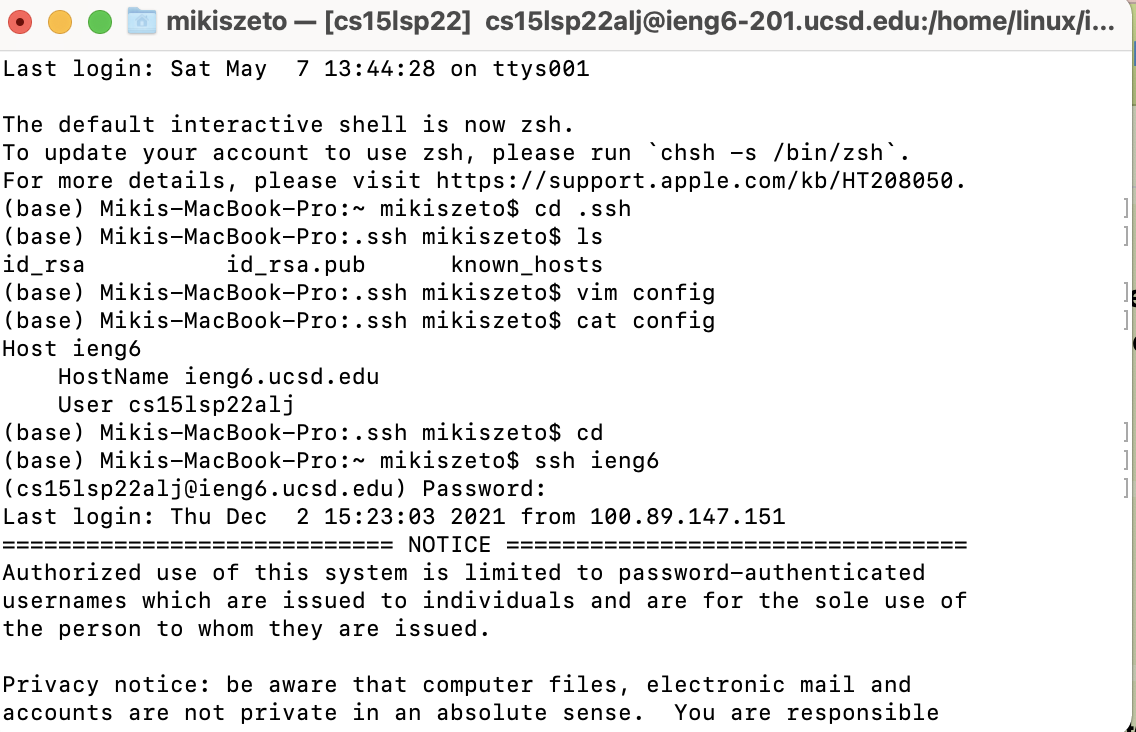 mikiszeto — [cs15lsp22] cs15lsp22alj@ieng6-201.ucsd.edu:/home/linux/i...
Last login: Sat May  7 13:44:28 on ttys001

The default interactive shell is now zsh.
To update your account to use zsh, please run `chsh -s /bin/zsh`.
For more details, please visit https://support.apple.com/kb/HT208050.
(base) Mikis-MacBook-Pro:~ mikiszeto$ cd .ssh
(base) Mikis-MacBook-Pro:.ssh mikiszeto$ ls
id_rsa          id_rsa.pub      known_hosts
(base) Mikis-MacBook-Pro:.ssh mikiszeto$ vim config
(base) Mikis-MacBook-Pro:.ssh mikiszeto$ cat config
Host ieng6
    HostName ieng6.ucsd.edu
    User cs15lsp22alj
(base) Mikis-MacBook-Pro:.ssh mikiszeto$ cd
(base) Mikis-MacBook-Pro:~ mikiszeto$ ssh ieng6
(cs15lsp22alj@ieng6.ucsd.edu) Password:
Last login: Thu Dec  2 15:23:03 2021 from 100.89.147.151
============================ NOTICE =================================
Authorized use of this system is limited to password-authenticated
usernames which are issued to individuals and are for the sole use of
the person to whom they are issued.

Privacy notice: be aware that computer files, electronic mail and
accounts are not private in an absolute sense.  You are responsible